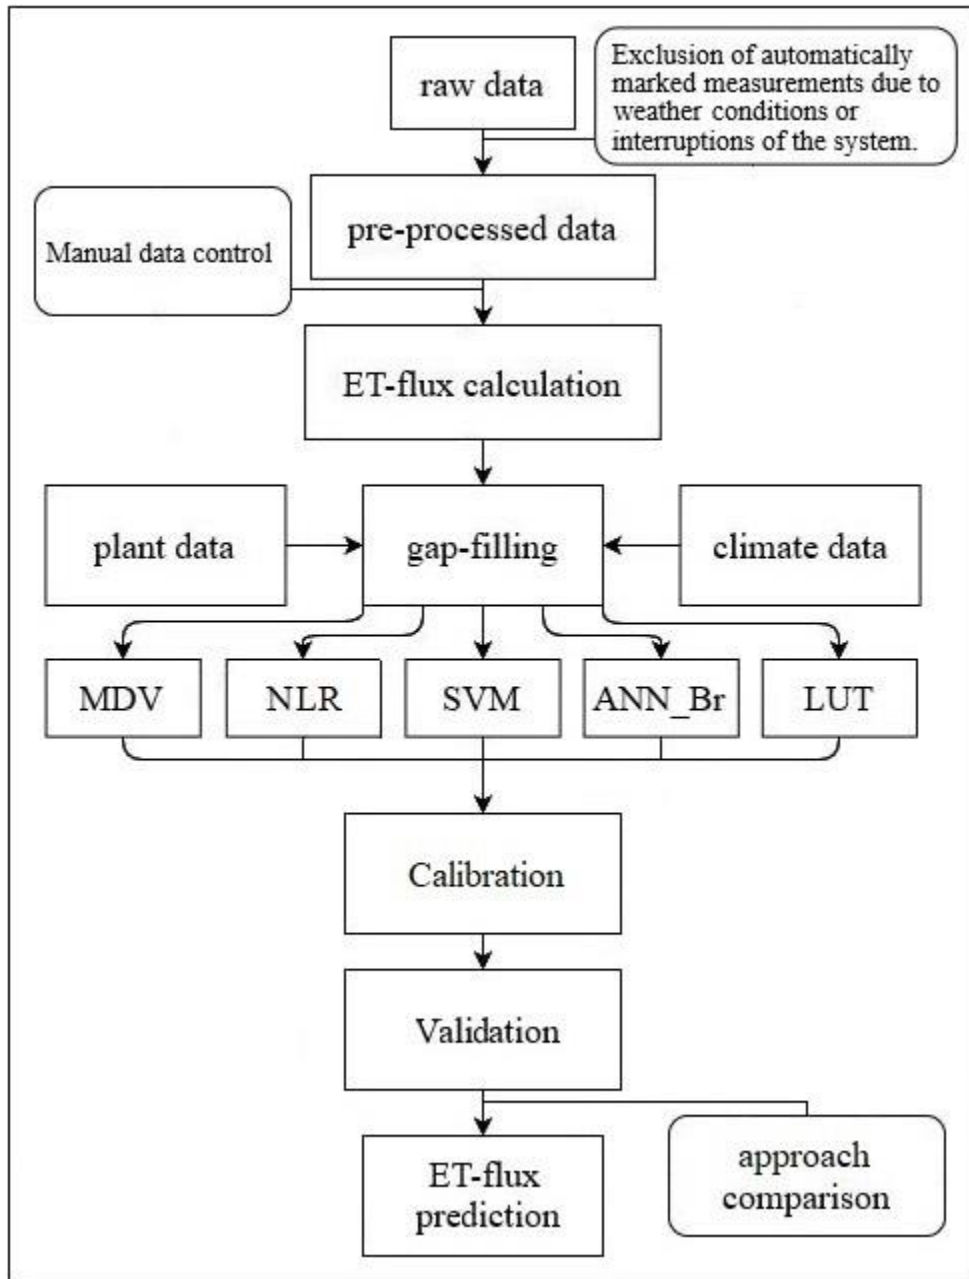 raw data
Exclusion of automatically
marked measurements due to
weather conditions or
interruptions of the system.
pre-processed data
Manual data control
ET-flux calculation
plant data
gap-filling
climate data
MDV
NLR
SVM
ANN_Br
LUT
Calibration
Validation
ET-flux
prediction
approach
comparison